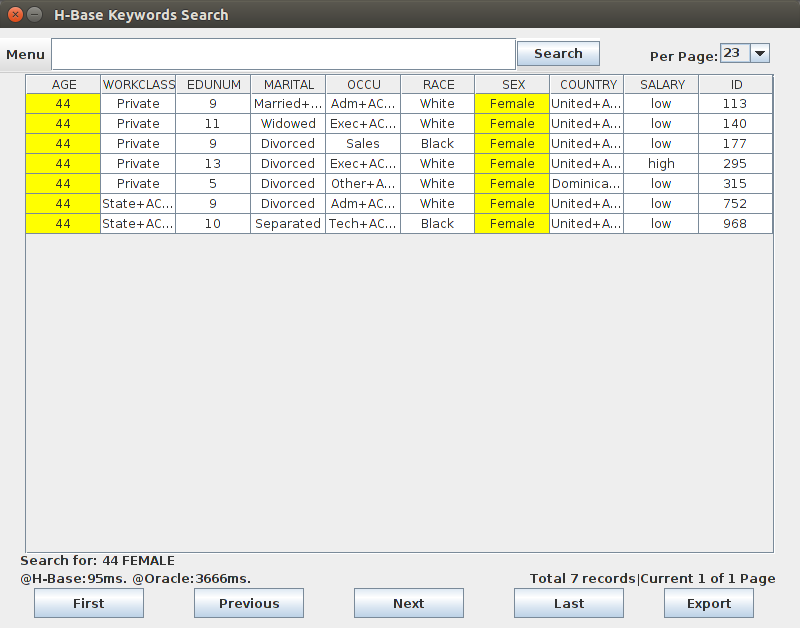 H-Base Keywords Search
Menu Search Per Page: 23
AGE WORKCLASS EDUNUM MARITAL OCCU RACE SEX COUNTRY SALARY ID
44 Private 9 Married+... Adm+AC... White Female United+A... low 113
44 Private 11 Widowed Exec+AC... White Female United+A... low 140
44 Private 9 Divorced Sales Black Female United+A... low 177
44 Private 13 Divorced Exec+AC... White Female United+A... high 295
44 Private 5 Divorced Other+A... White Female Dominica... low 315
44 State+AC... 9 Divorced Adm+AC... White Female United+A... low 752
44 State+AC... 10 Separated Tech+AC... Black Female United+A... low 968
Search for: 44 FEMALE
@H-Base:95ms. @Oracle:3666ms. Total 7 records|Current 1 of 1 Page
First Previous Next Last Export